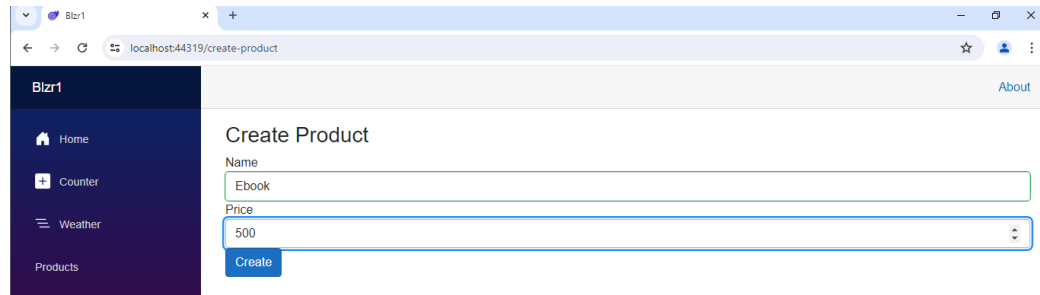 Blzr1
localhost:44319/create-product
Blzr1
About
Home
Counter
Weather
Products
Create Product
Name
Ebook
Price
500
Create